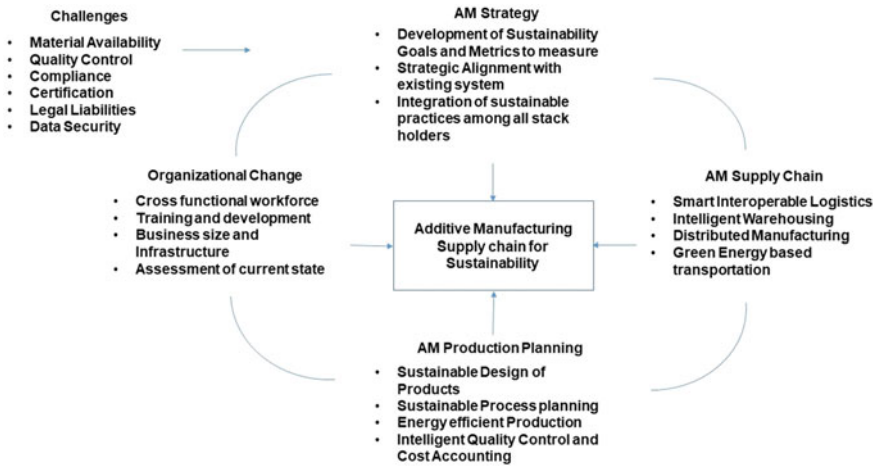 Challenges
• Material Availability
• Quality Control
• Compliance
• Certification
• Legal Liabilities
• Data Security
AM Strategy
• Development of Sustainability
Goals and Metrics to measure
• Strategic Alignment with
existing system
• Integration of sustainable
practices among all stack
holders
Organizational Change
• Cross functional workforce
• Training and development
• Business size and
Infrastructure
• Assessment of current state
Additive Manufacturing
Supply chain for
Sustainability
AM Supply Chain
• Smart Interoperable Logistics
• Intelligent Warehousing
• Distributed Manufacturing
• Green Energy based
transportation
AM Production Planning
• Sustainable Design of
Products
• Sustainable Process planning
• Energy efficient Production
• Intelligent Quality Control and
Cost Accounting